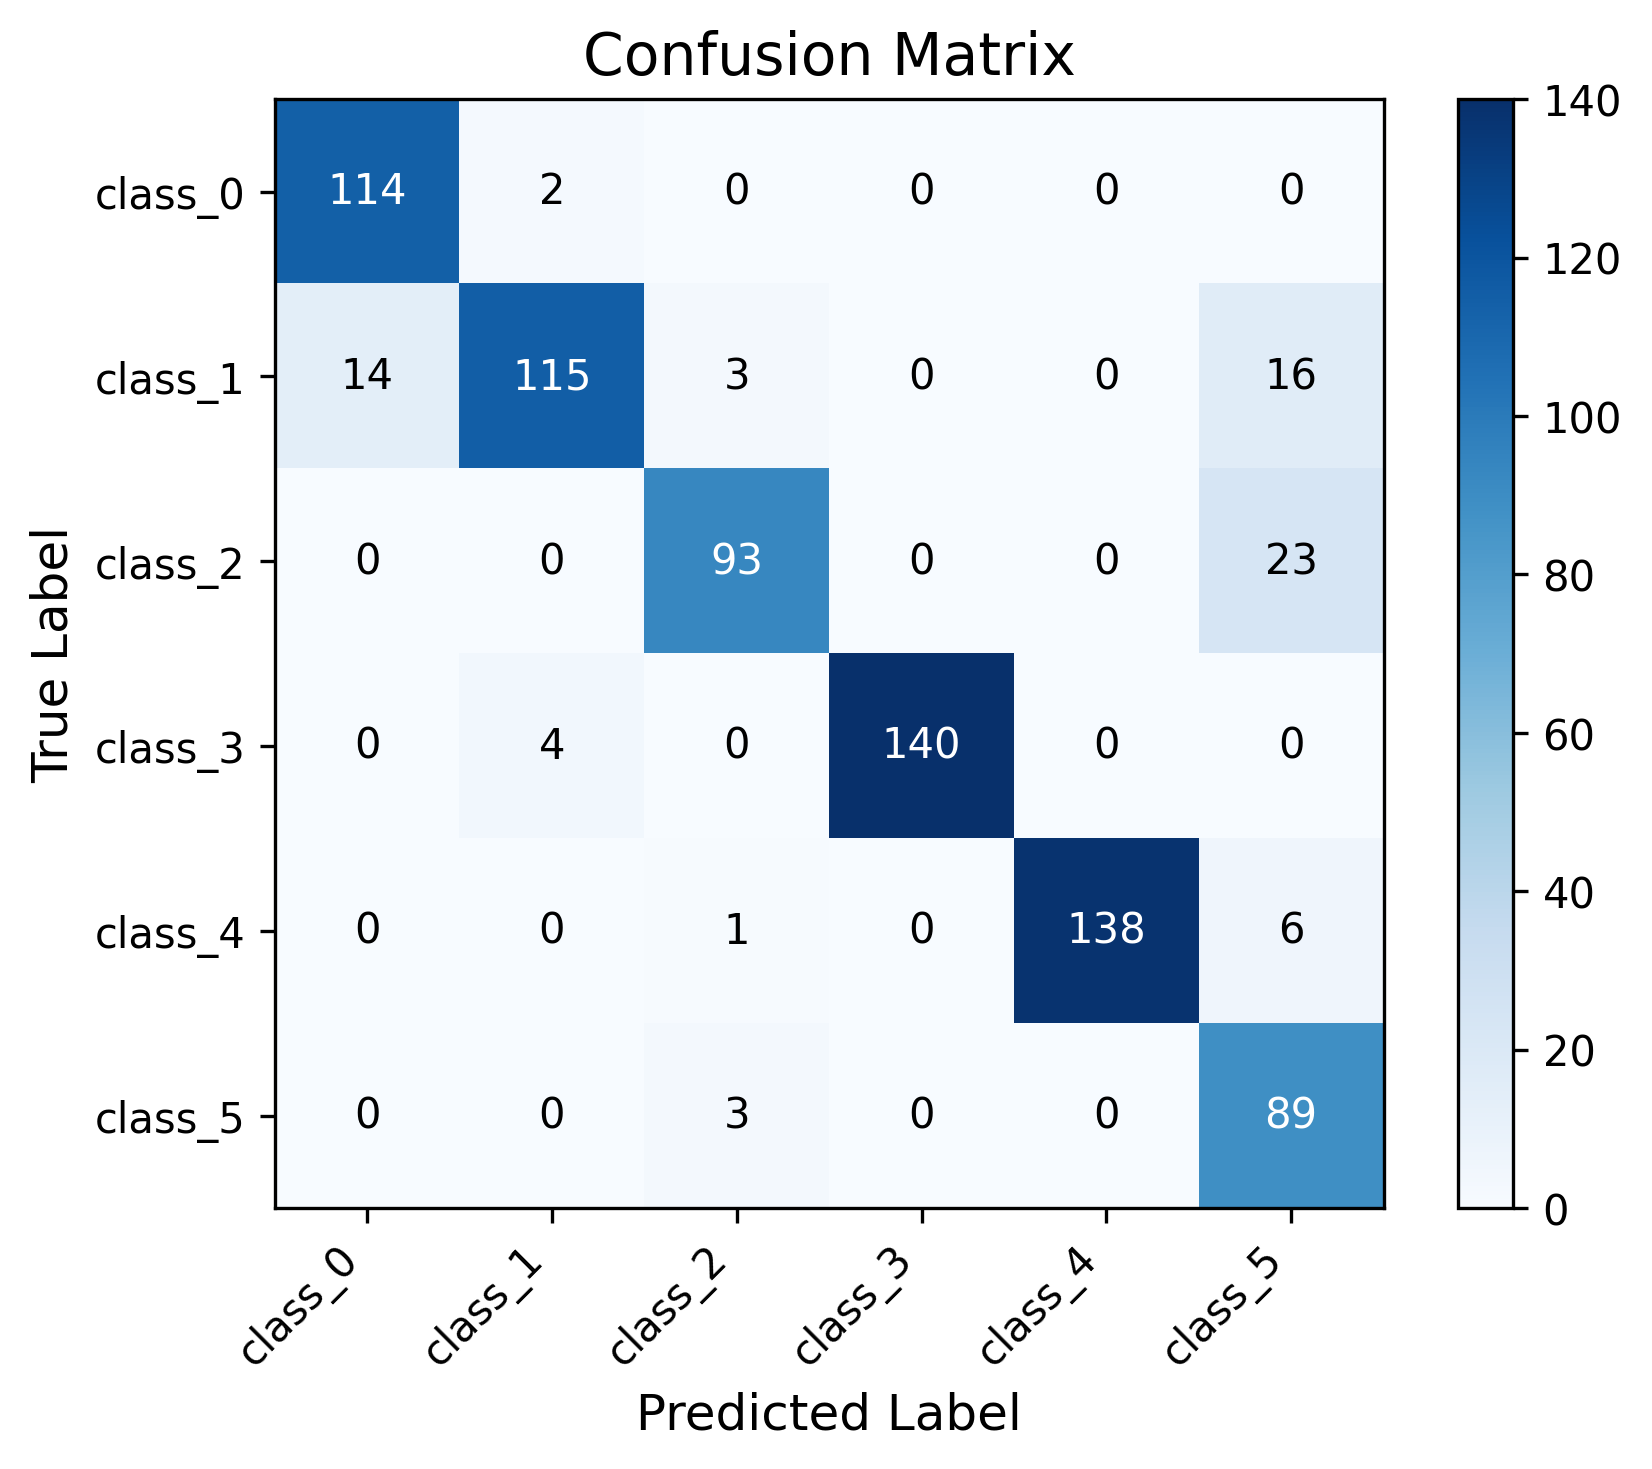 Confusion Matrix
class_0 114 2 0 0 0 0
class_1 14 115 3 0 0 16
class_2 0 0 93 0 0 23
class_3 0 4 0 140 0 0
class_4 0 0 1 0 138 6
class_5 0 0 3 0 0 89
True Label
class_0 class_1 class_2 class_3 class_4 class_5
Predicted Label
140
120
100
80
60
40
20
0